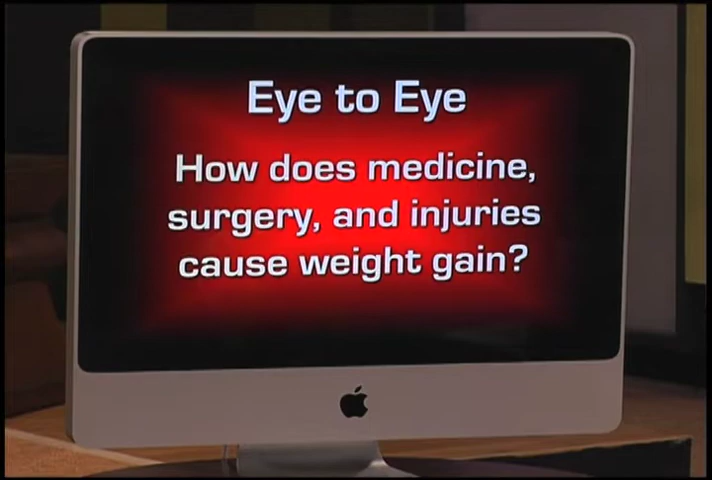 Eye to Eye
How does medicine,
surgery, and injuries
cause weight gain?